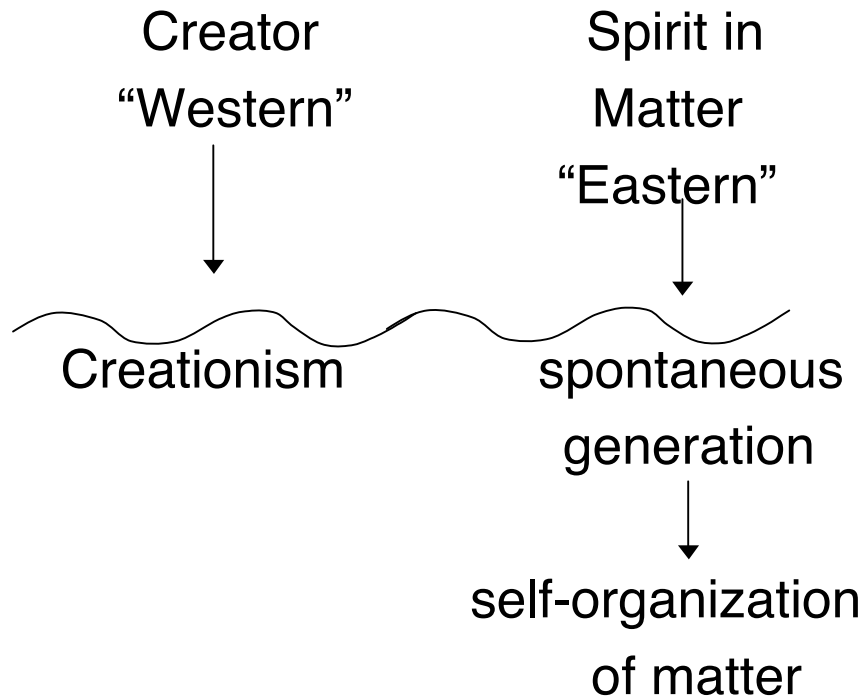 Creator
“Western”
Spirit in
Matter
“Eastern”
Creationism
spontaneous
generation
self-organization
of matter